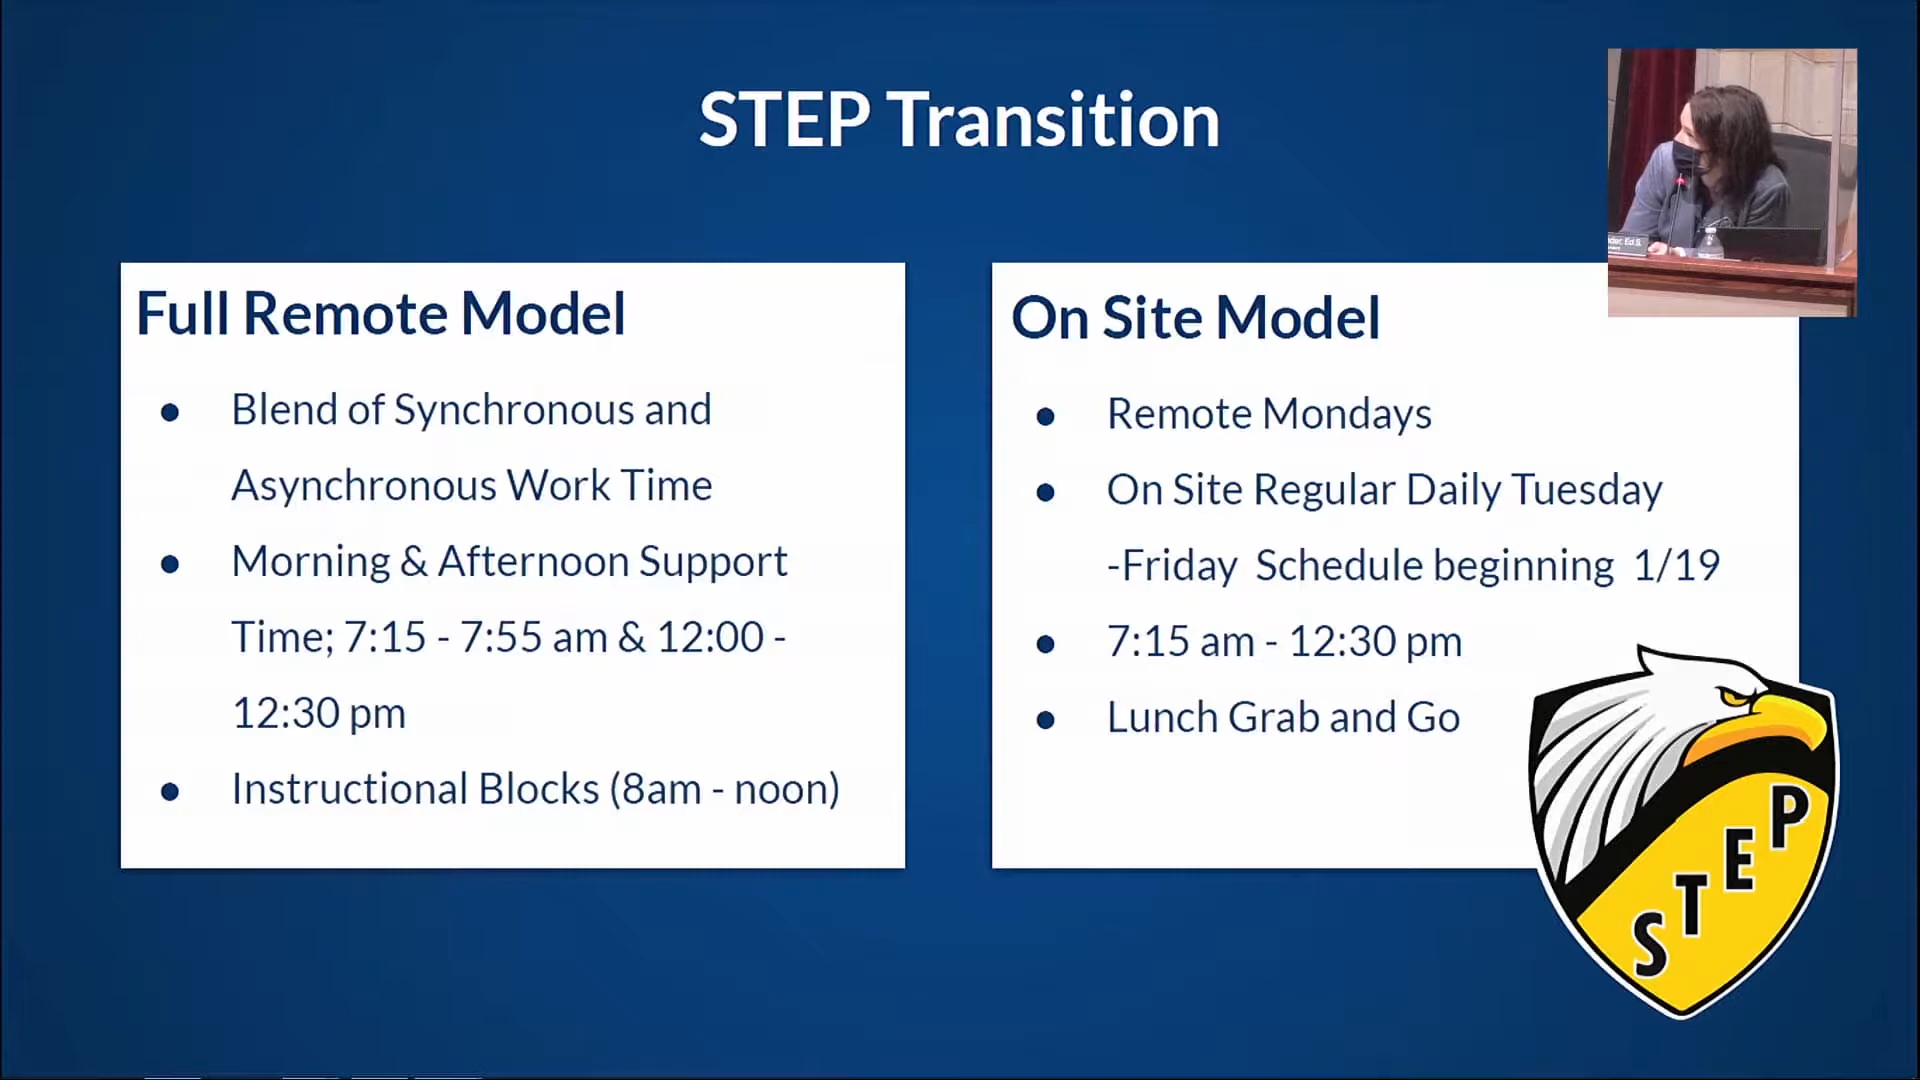 STEP Transition
Full Remote Model
● Blend of Synchronous and
Asynchronous Work Time
● Morning & Afternoon Support
Time; 7:15 - 7:55 am & 12:00 -
12:30 pm
● Instructional Blocks (8am - noon)
On Site Model
● Remote Mondays
● On Site Regular Daily Tuesday
-Friday Schedule beginning 1/19
● 7:15 am - 12:30 pm
● Lunch Grab and Go
Ed.S.
STEP